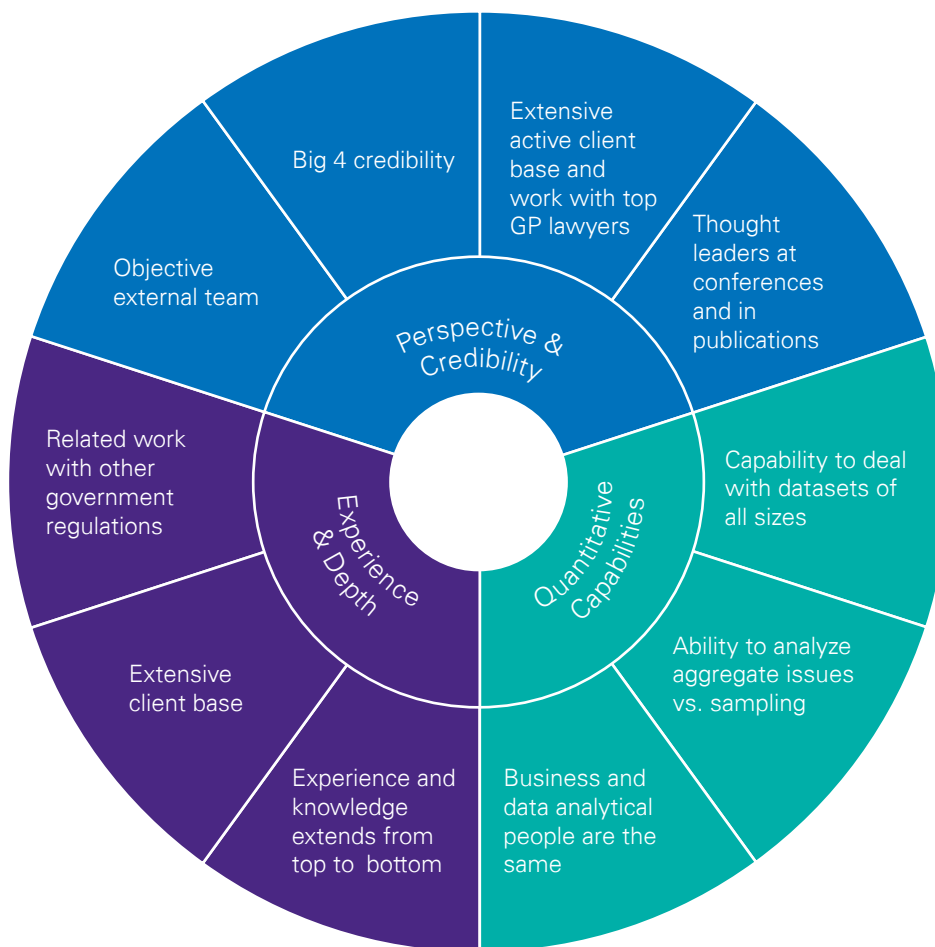 Big 4 credibility
Extensive
active client
base and
work with top
GP lawyers
Thought
leaders at
conferences
and in
publications
Objective
external team
Perspective &
Credibility
Related work
with other
government
regulations
Extensive
client base
Experience and
knowledge
extends from
top to bottom
Experience
& Depth
Quantitative
Capabilities
Capability to deal
with datasets of
all sizes
Ability to analyze
aggregate issues
vs. sampling
Business and
data analytical
people are the
same